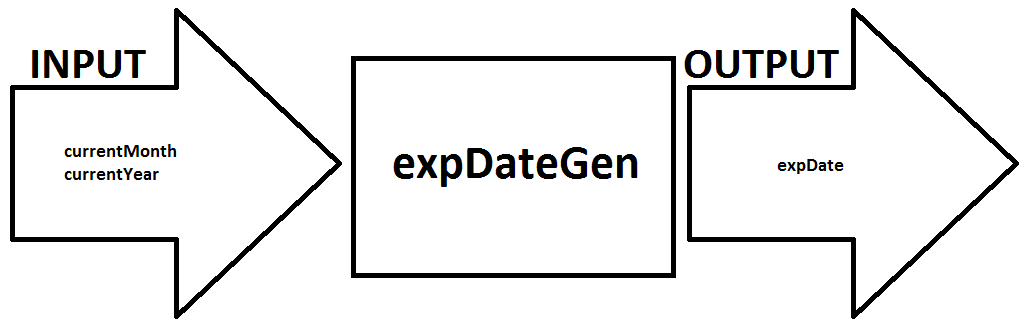 INPUT
currentMonth
currentYear
expDateGen
OUTPUT
expDate